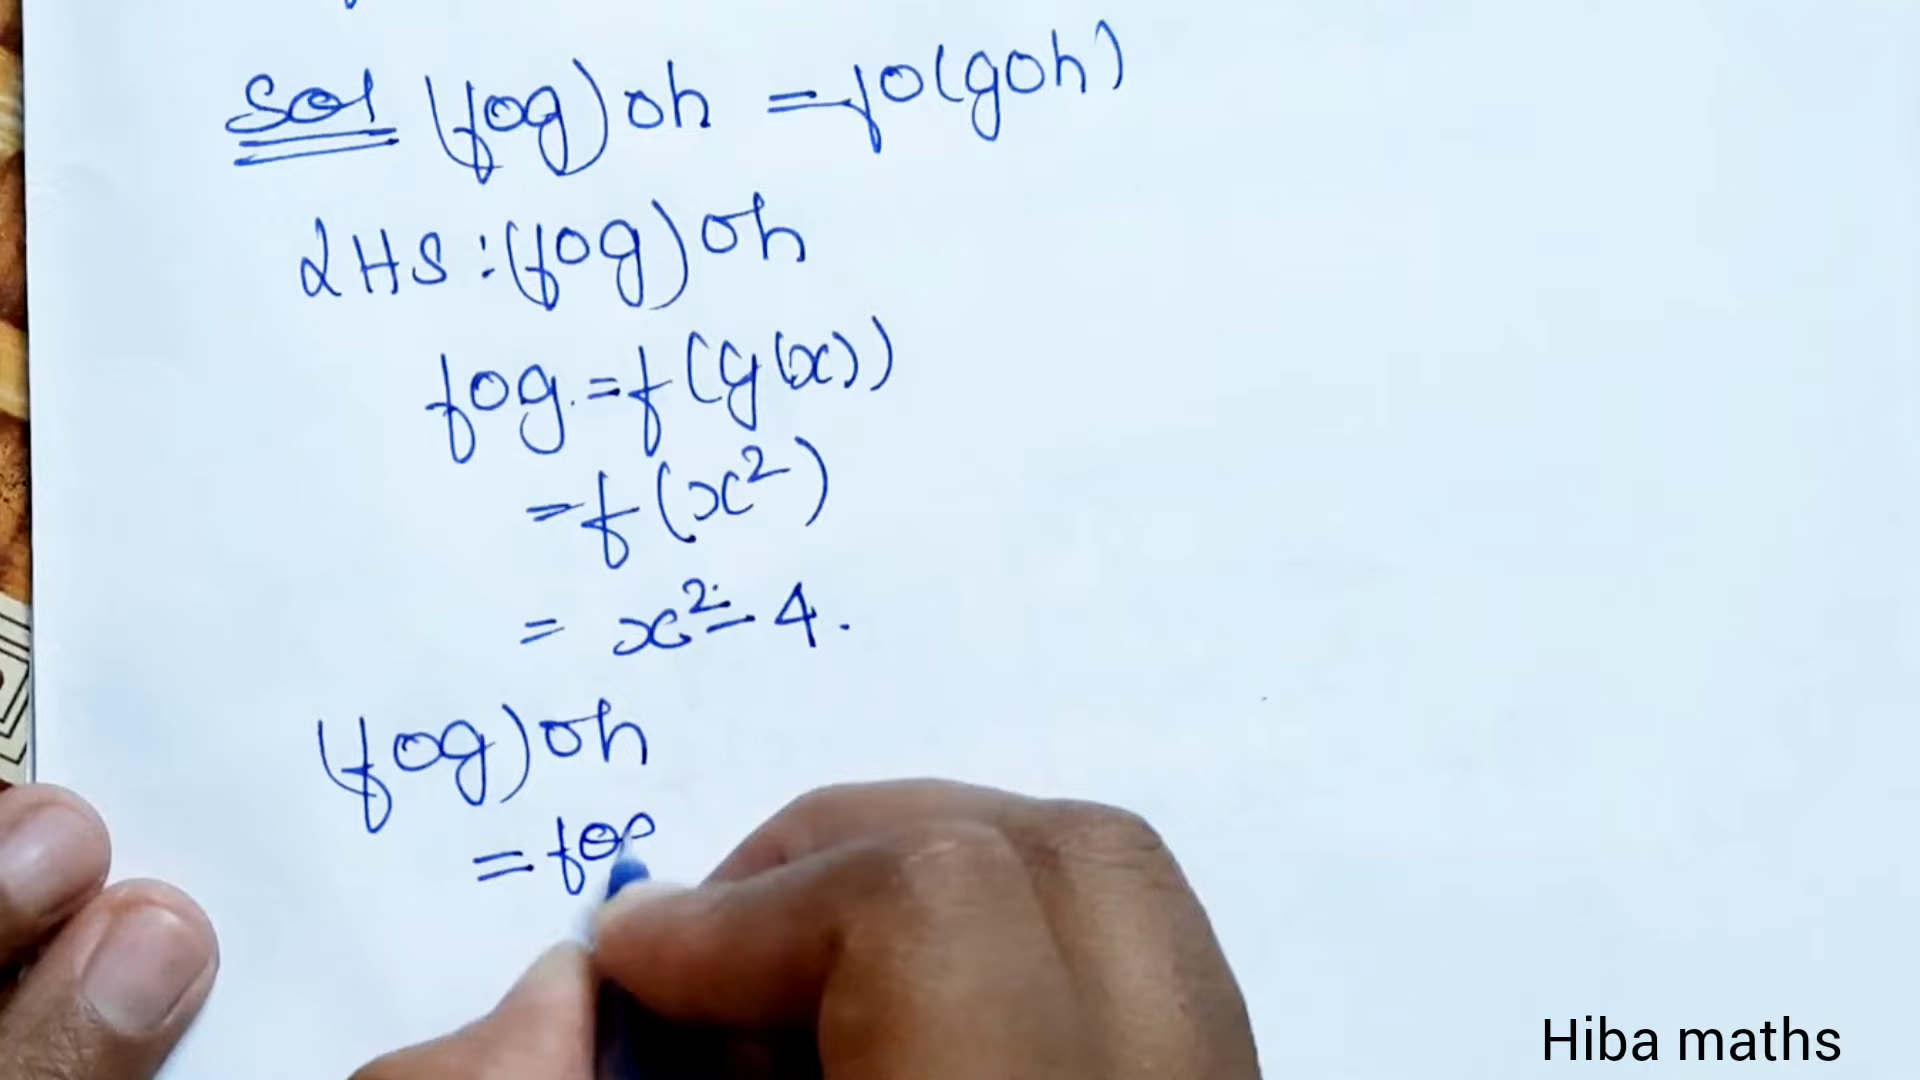 Sol (fog)oh = fo(goh)
LHS : (fog)oh
fog = f(g(x))
= f(x²)
= x² - 4.
(fog)oh
= fo
Hiba maths